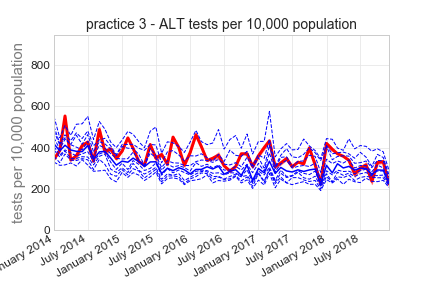 practice 3 - ALT tests per 10,000 population
tests per 10,000 population
800
600
400
200
0
nuary 2014
July 2014
January 2015
July 2015
January 2016
July 2016
January 2017
July 2017
January 2018
July 2018